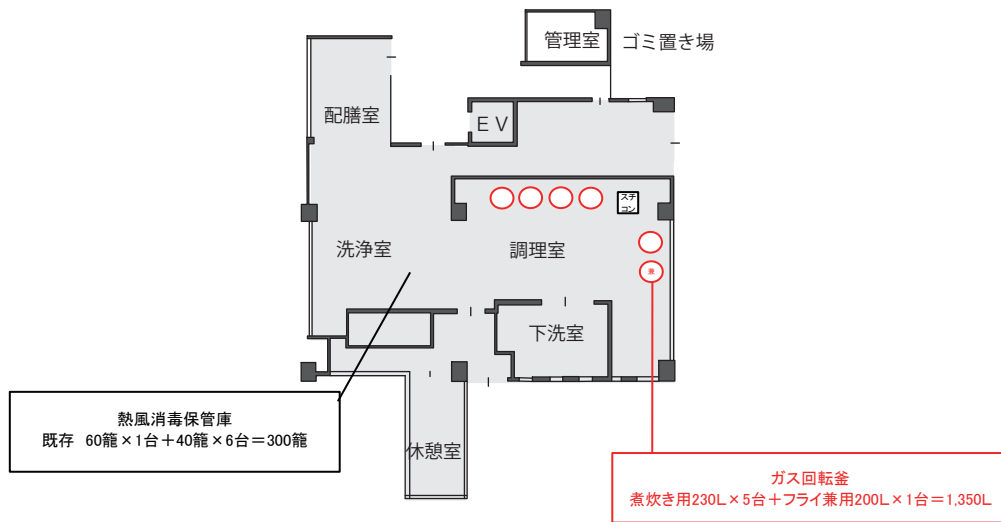 管理室
ゴミ置き場
配膳室
ＥＶ
スチ
コン
洗浄室
調理室
兼
下洗室
熱風消毒保管庫
既存 60籠×1台＋40籠×6台＝300籠
休憩室
ガス回転釜
煮炊き用230L×5台＋フライ兼用200L×1台＝1,350L